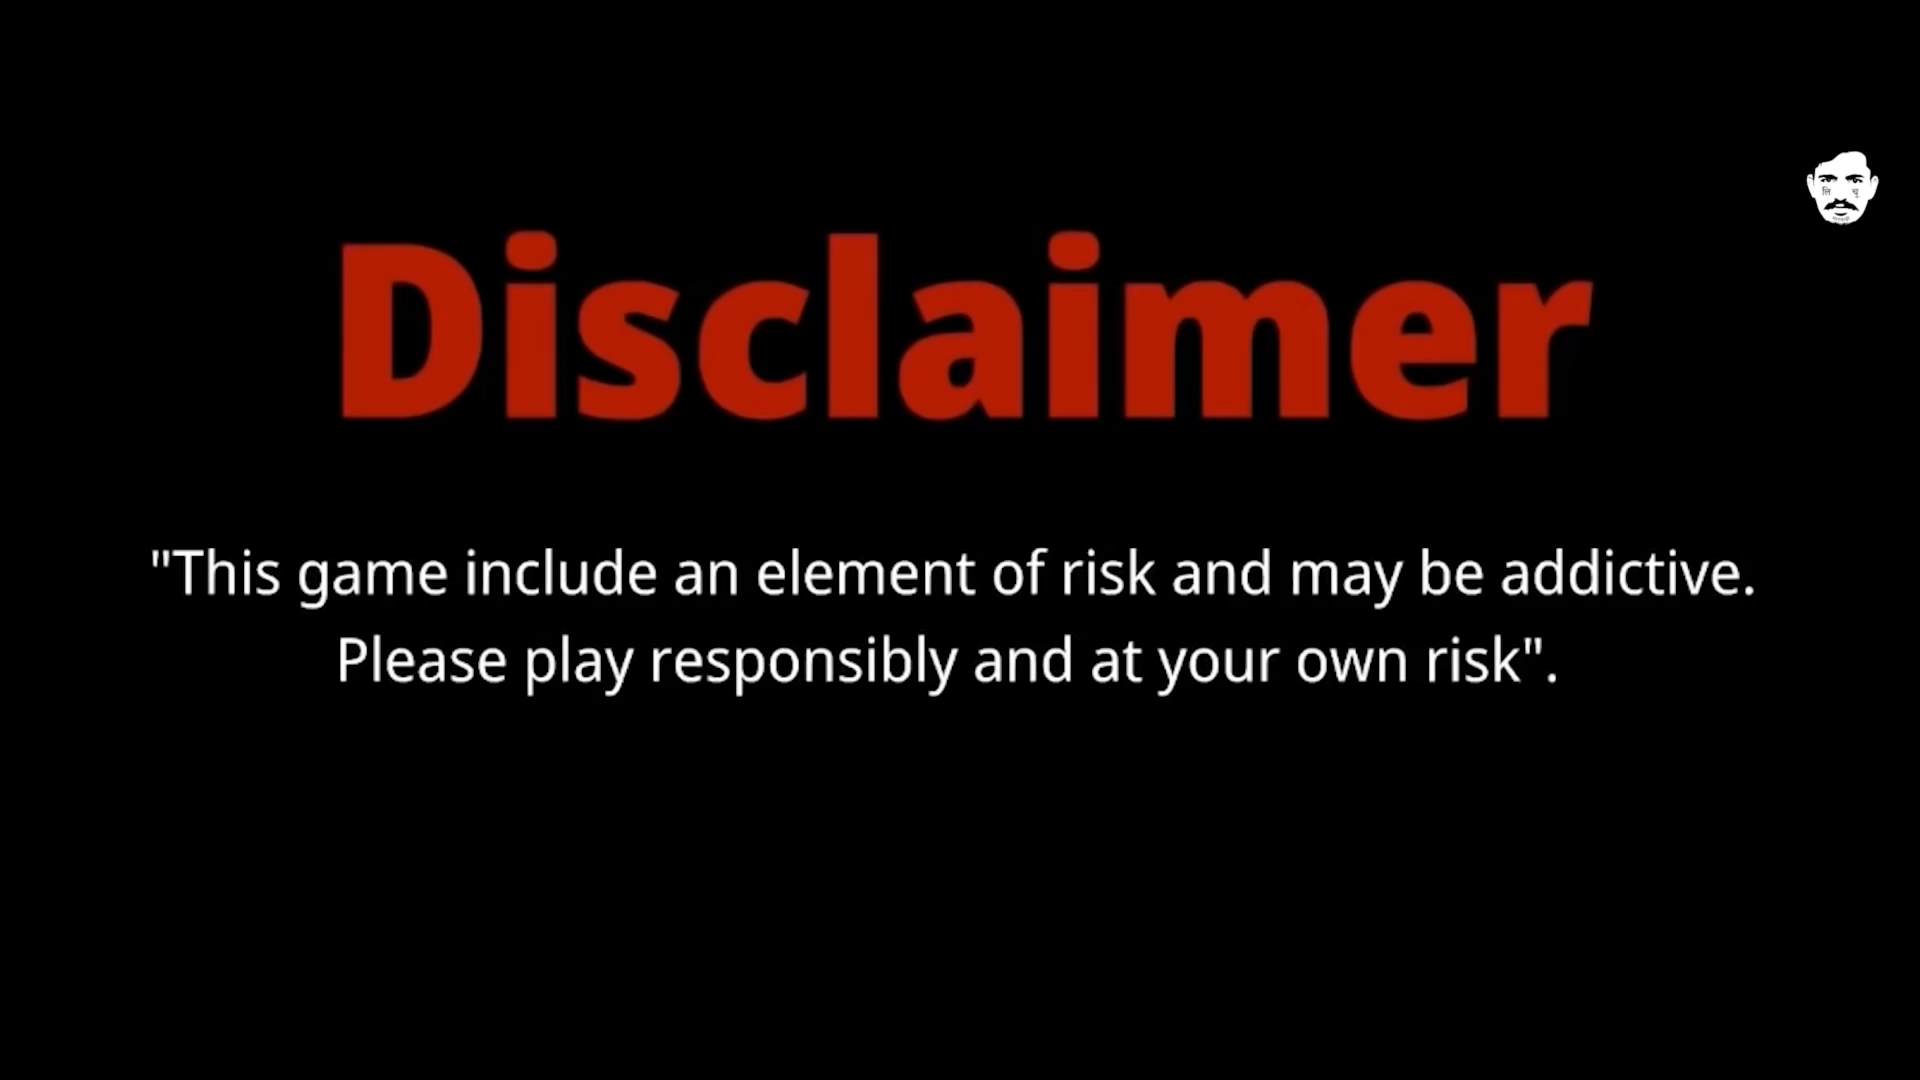 Disclaimer
"This game include an element of risk and may be addictive.
Please play responsibly and at your own risk".
लि चू